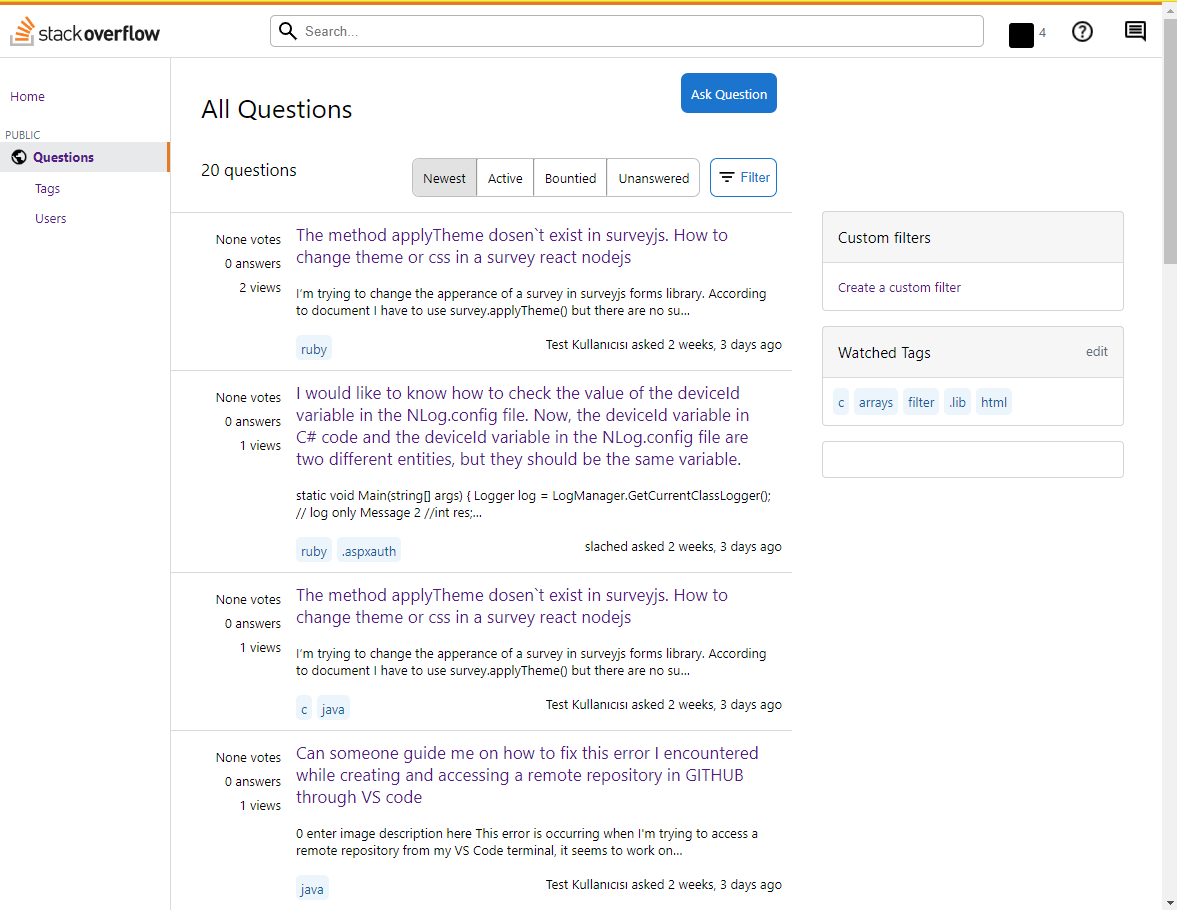 stackoverflow
Search...
4
Home
PUBLIC
Questions
Tags
Users
All Questions
Ask Question
20 questions
Newest
Active
Bountied
Unanswered
Filter
None votes
0 answers
2 views
The method applyTheme dosen`t exist in surveyjs. How to
change theme or css in a survey react nodejs
I'm trying to change the apperance of a survey in surveyjs forms library. According
to document I have to use survey.applyTheme() but there are no su...
ruby
Test Kullanıcısı asked 2 weeks, 3 days ago
None votes
0 answers
1 views
I would like to know how to check the value of the deviceId
variable in the NLog.config file. Now, the deviceId variable in
C# code and the deviceId variable in the NLog.config file are
two different entities, but they should be the same variable.
static void Main(string[] args) { Logger log = LogManager.GetCurrentClassLogger();
// log only Message 2 //int res;...
ruby
.aspxauth
slached asked 2 weeks, 3 days ago
None votes
0 answers
1 views
The method applyTheme dosen`t exist in surveyjs. How to
change theme or css in a survey react nodejs
I'm trying to change the apperance of a survey in surveyjs forms library. According
to document I have to use survey.applyTheme() but there are no su...
c
java
Test Kullanıcısı asked 2 weeks, 3 days ago
None votes
0 answers
1 views
Can someone guide me on how to fix this error I encountered
while creating and accessing a remote repository in GITHUB
through VS code
0 enter image description here This error is occurring when I'm trying to access a
remote repository from my VS Code terminal, it seems to work on...
java
Test Kullanıcısı asked 2 weeks, 3 days ago
Custom filters
Create a custom filter
Watched Tags
edit
c
arrays
filter
.lib
html